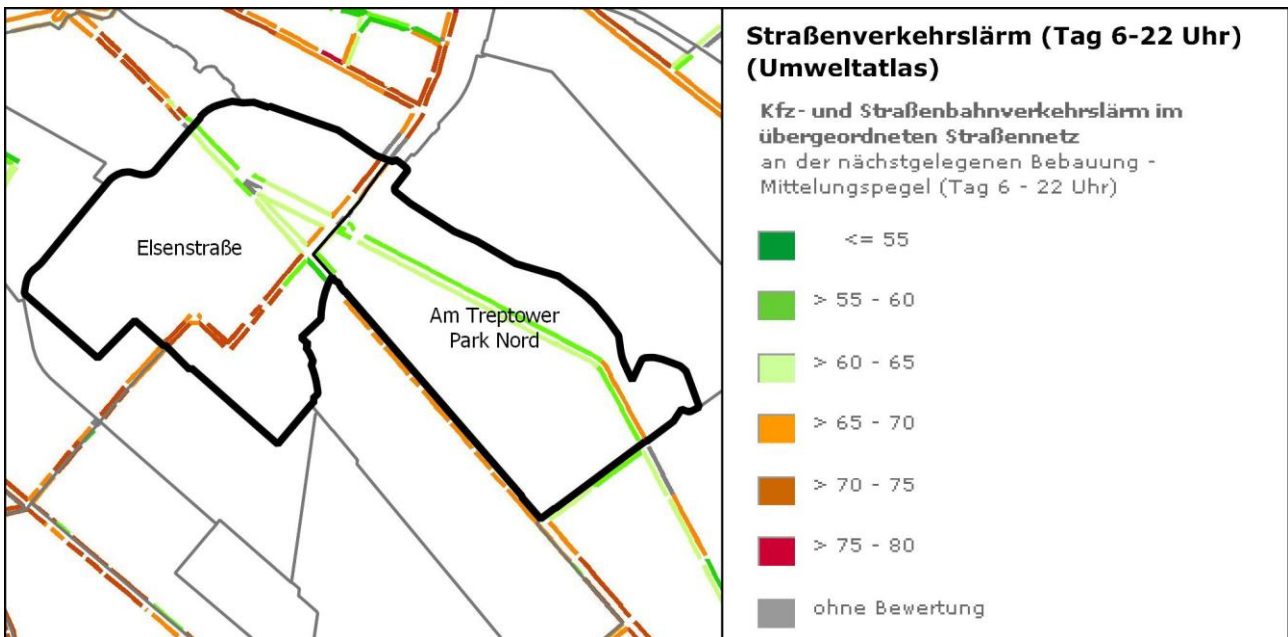 Elsenstraße
Am Treptower
Park Nord
Straßenverkehrslärm (Tag 6-22 Uhr)
(Umweltatlas)
Kfz- und Straßenbahnverkehrslärm im
übergeordneten Straßennetz
an der nächstgelegenen Bebauung -
Mittelungspegel (Tag 6 - 22 Uhr)
<= 55
> 55 - 60
> 60 - 65
> 65 - 70
> 70 - 75
> 75 - 80
ohne Bewertung